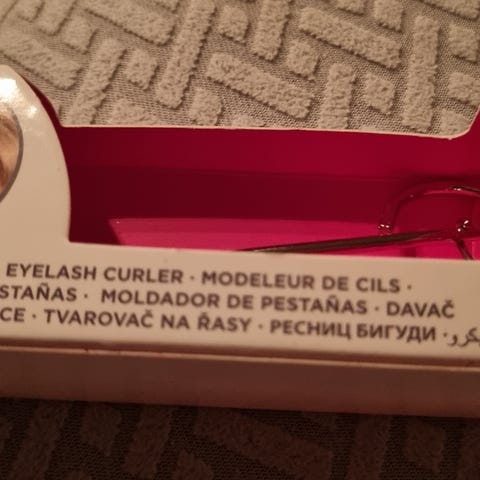 EYELASH CURLER · MODELEUR DE CILS ·
STAÑAS · MOLDADOR DE PESTAÑAS · DAVAČ
CE · TVAROVAČ NA ŘASY · РЕСНИЦ БИГУДИ ·